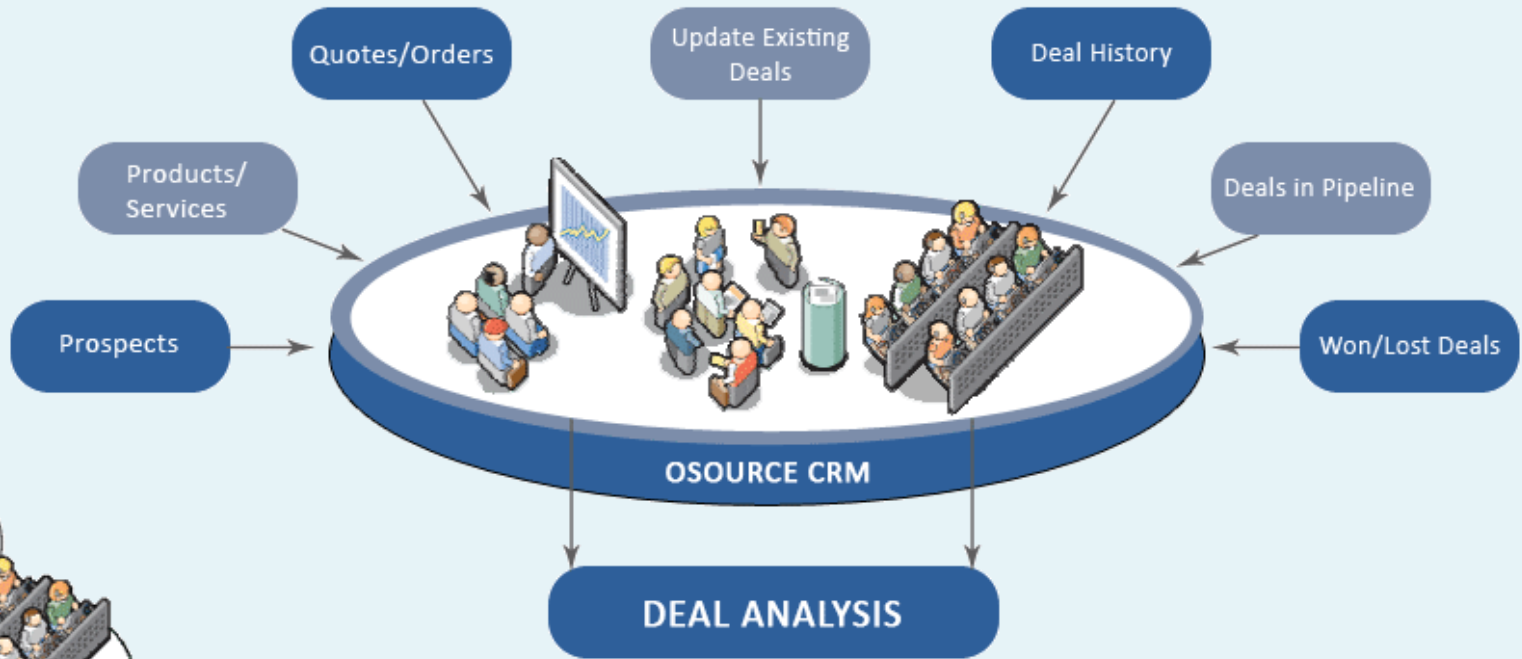 Quotes/Orders
Update Existing
Deals
Deal History
Products/
Services
Deals in Pipeline
Prospects
Won/Lost Deals
OSOURCE CRM
DEAL ANALYSIS